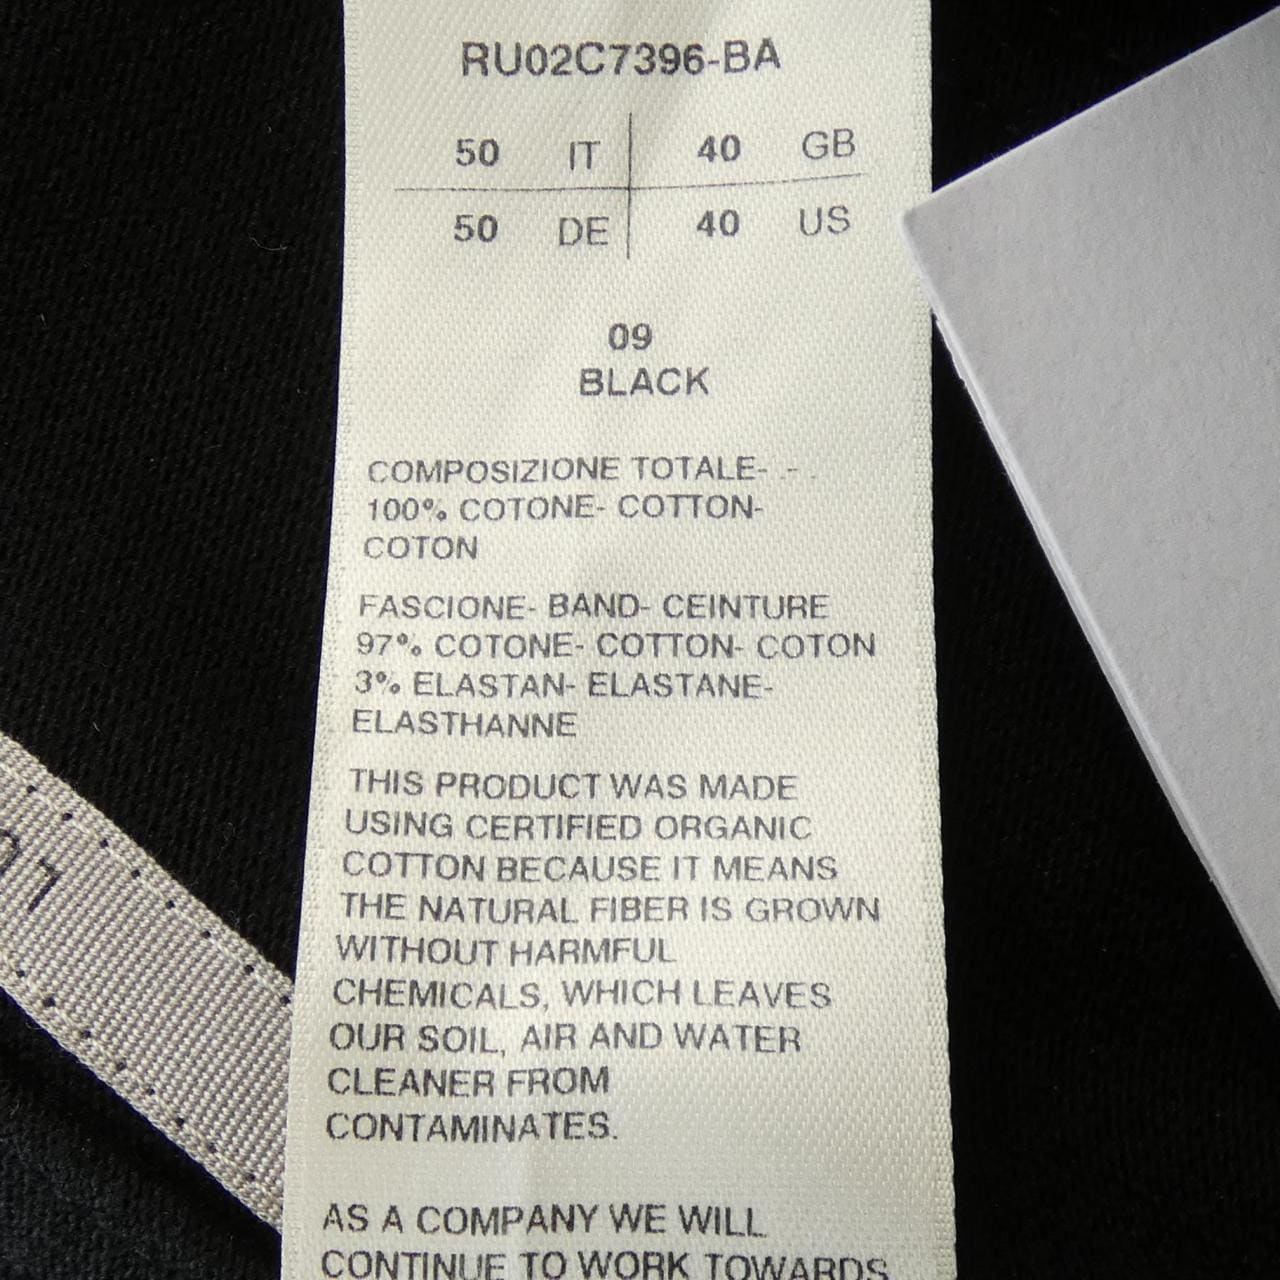 RU02C7396-BA
50 IT 40 GB
50 DE 40 US
09
BLACK
COMPOSIZIONE TOTALE- .- .
100% COTONE- COTTON-
COTON
FASCIONE- BAND- CEINTURE
97% COTONE- COTTON- COTON
3% ELASTAN- ELASTANE-
ELASTHANNE
THIS PRODUCT WAS MADE
USING CERTIFIED ORGANIC
COTTON BECAUSE IT MEANS
THE NATURAL FIBER IS GROWN
WITHOUT HARMFUL
CHEMICALS, WHICH LEAVES
OUR SOIL, AIR AND WATER
CLEANER FROM
CONTAMINATES.
AS A COMPANY WE WILL
CONTINUE TO WORK TOWARDS